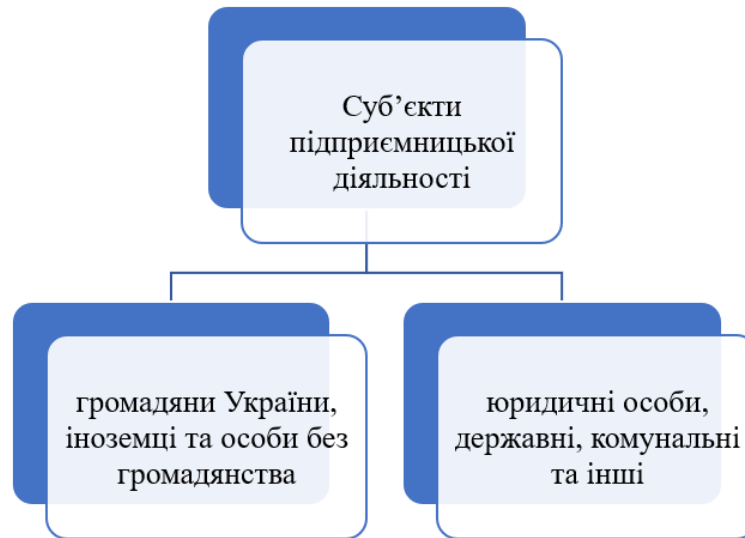 Суб’єкти
підприємницької
діяльності
громадяни України,
іноземці та особи без
громадянства
юридичні особи,
державні, комунальні
та інші